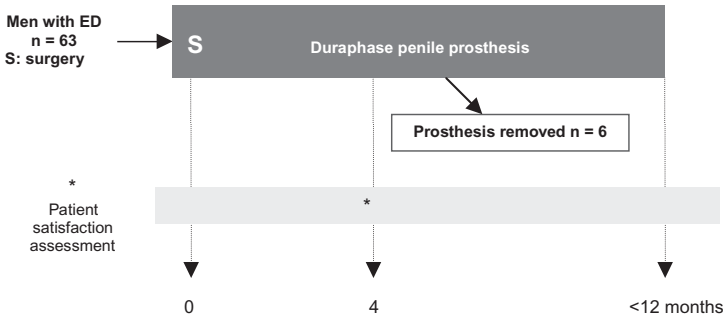 Men with ED
n = 63
S: surgery
S
Duraphase penile prosthesis
Prosthesis removed n = 6
*
Patient
satisfaction
assessment
*
0
4
<12 months